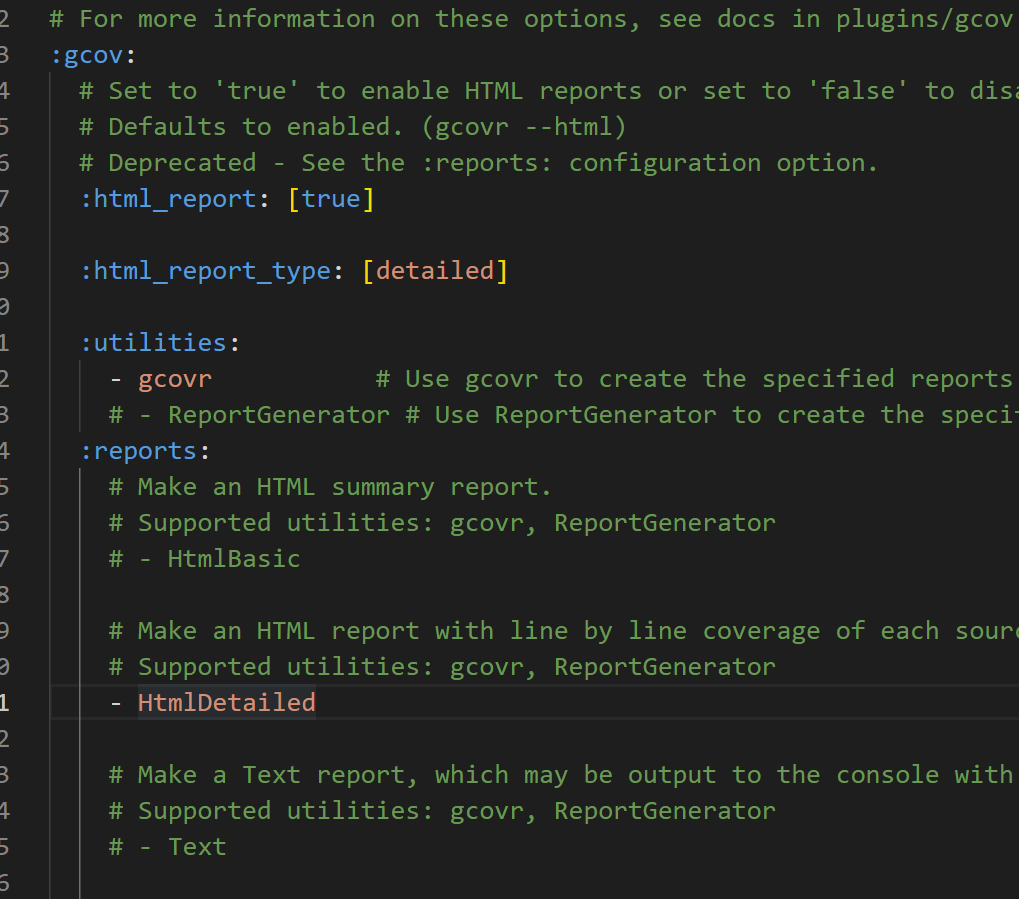 2 # For more information on these options, see docs in plugins/gcov
3 :gcov:
4 # Set to 'true' to enable HTML reports or set to 'false' to disa
5 # Defaults to enabled. (gcovr --html)
6 # Deprecated - See the :reports: configuration option.
7 :html_report: [true]
8
9 :html_report_type: [detailed]
0
1 :utilities:
2 - gcovr # Use gcovr to create the specified reports
3 # - ReportGenerator # Use ReportGenerator to create the specif
4 :reports:
5 # Make an HTML summary report.
6 # Supported utilities: gcovr, ReportGenerator
7 # - HtmlBasic
8
9 # Make an HTML report with line by line coverage of each sourc
0 # Supported utilities: gcovr, ReportGenerator
1 - HtmlDetailed
2
3 # Make a Text report, which may be output to the console with
4 # Supported utilities: gcovr, ReportGenerator
5 # - Text
6